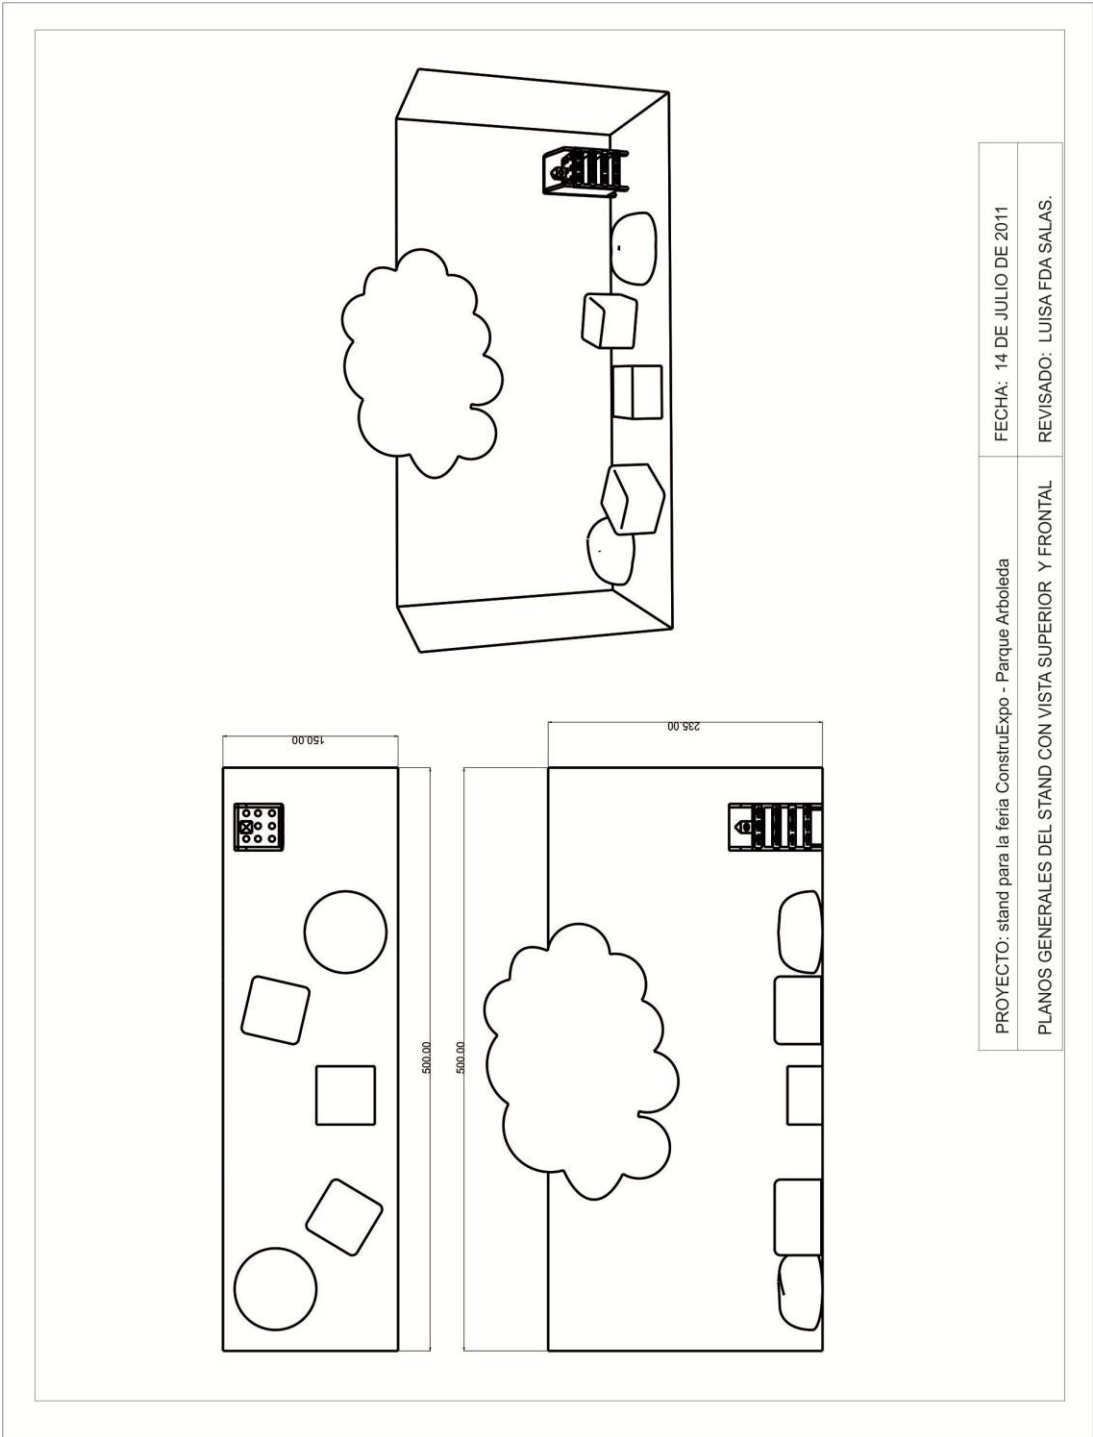 150.00
500.00
500.00
235.00
PROYECTO: stand para la feria ConstruExpo - Parque Arboleda
FECHA: 14 DE JULIO DE 2011
PLANOS GENERALES DEL STAND CON VISTA SUPERIOR Y FRONTAL
REVISADO: LUISA FDA SALAS.